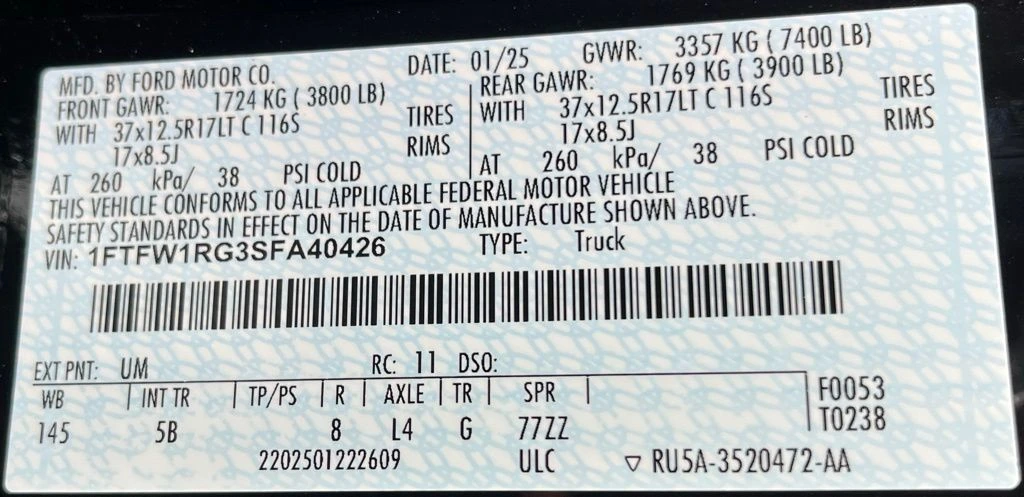 MFD. BY FORD MOTOR CO. DATE: 01/25 GVWR: 3357 KG ( 7400 LB)
FRONT GAWR: 1724 KG ( 3800 LB) REAR GAWR: 1769 KG ( 3900 LB)
WITH 37x12.5R17LT C 116S TIRES WITH 37x12.5R17LT C 116S TIRES
17x8.5J RIMS 17x8.5J RIMS
AT 260 kPa/ 38 PSI COLD AT 260 kPa/ 38 PSI COLD
THIS VEHICLE CONFORMS TO ALL APPLICABLE FEDERAL MOTOR VEHICLE
SAFETY STANDARDS IN EFFECT ON THE DATE OF MANUFACTURE SHOWN ABOVE.
VIN: 1FTFW1RG3SFA40426 TYPE: Truck
EXT PNT: UM RC: 11 DSO:
WB INT TR TP/PS R AXLE TR SPR F0053
145 5B 8 L4 G 77ZZ T0238
2202501222609 ULC ▽ RU5A-3520472-AA